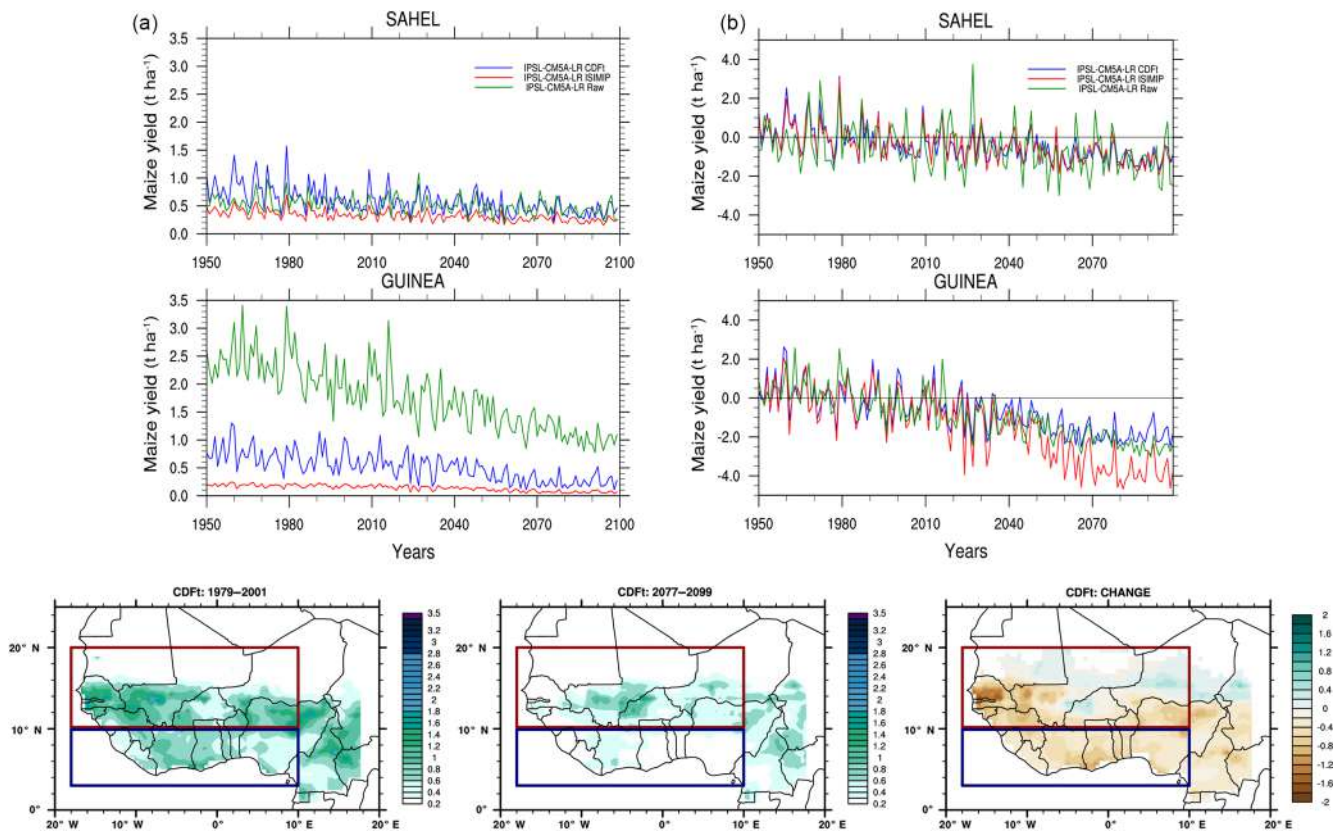 (a)
SAHEL
Maize yield (t ha⁻¹)
3.5
3.0
2.5
2.0
1.5
1.0
0.5
0.0
IPSL-CM5A-LR CDFt
IPSL-CM5A-LR ISIMIP
IPSL-CM5A-LR Raw
1950 1980 2010 2040 2070 2100
GUINEA
Maize yield (t ha⁻¹)
3.5
3.0
2.5
2.0
1.5
1.0
0.5
0.0
1950 1980 2010 2040 2070 2100
Years
(b)
SAHEL
Maize yield (t ha⁻¹)
4.0
2.0
0.0
-2.0
-4.0
IPSL-CM5A-LR CDFt
IPSL-CM5A-LR ISIMIP
IPSL-CM5A-LR Raw
1950 1980 2010 2040 2070
GUINEA
Maize yield (t ha⁻¹)
4.0
2.0
0.0
-2.0
-4.0
1950 1980 2010 2040 2070
Years
CDFt: 1979–2001
20° N
10° N
0°
20° W 10° W 0° 10° E 20° E
3.5
3.4
3.2
3
2.8
2.6
2.4
2.2
2
1.8
1.6
1.4
1.2
1
0.8
0.6
0.4
0.2
CDFt: 2077–2099
20° N
10° N
0°
20° W 10° W 0° 10° E 20° E
3.5
3.4
3.2
3
2.8
2.6
2.4
2.2
2
1.8
1.6
1.4
1.2
1
0.8
0.6
0.4
0.2
CDFt: CHANGE
20° N
10° N
0°
20° W 10° W 0° 10° E 20° E
2
1.6
1.2
0.8
0.4
0
-0.4
-0.8
-1.2
-1.6
-2